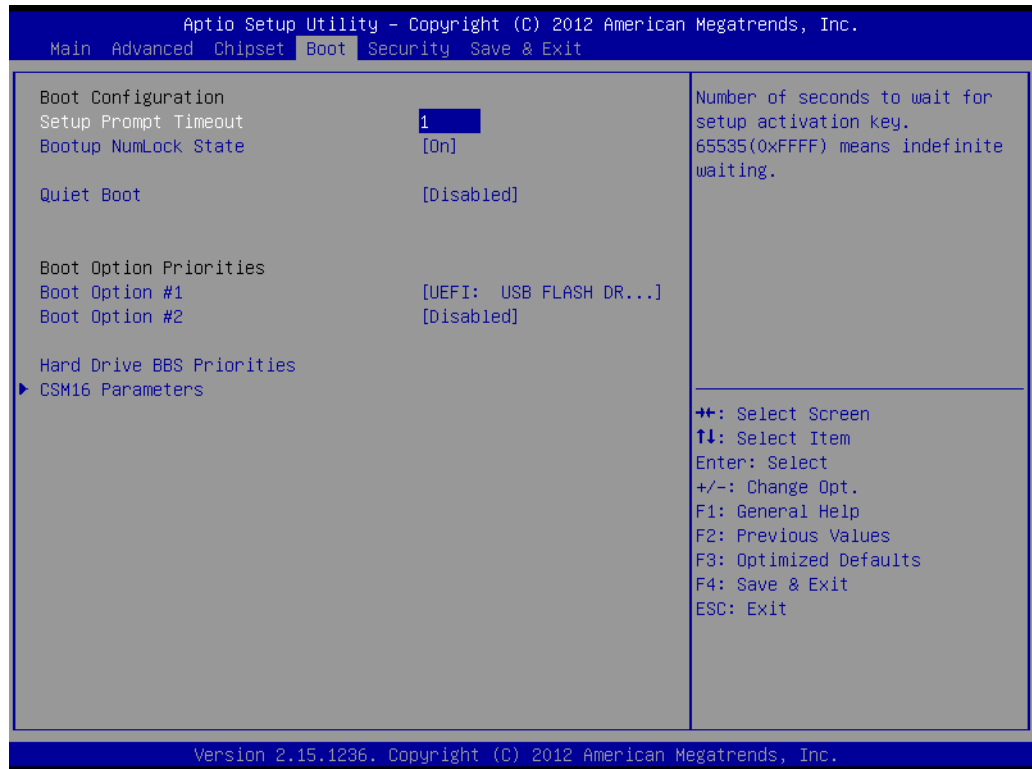 Aptio Setup Utility – Copyright (C) 2012 American Megatrends, Inc.
Main Advanced Chipset Boot Security Save & Exit
Boot Configuration
Setup Prompt Timeout 1
Bootup NumLock State [On]
Quiet Boot [Disabled]
Boot Option Priorities
Boot Option #1 [UEFI: USB FLASH DR...]
Boot Option #2 [Disabled]
Hard Drive BBS Priorities
▶ CSM16 Parameters
Number of seconds to wait for
setup activation key.
65535(0xFFFF) means indefinite
waiting.
→←: Select Screen
↑↓: Select Item
Enter: Select
+/-: Change Opt.
F1: General Help
F2: Previous Values
F3: Optimized Defaults
F4: Save & Exit
ESC: Exit
Version 2.15.1236. Copyright (C) 2012 American Megatrends, Inc.